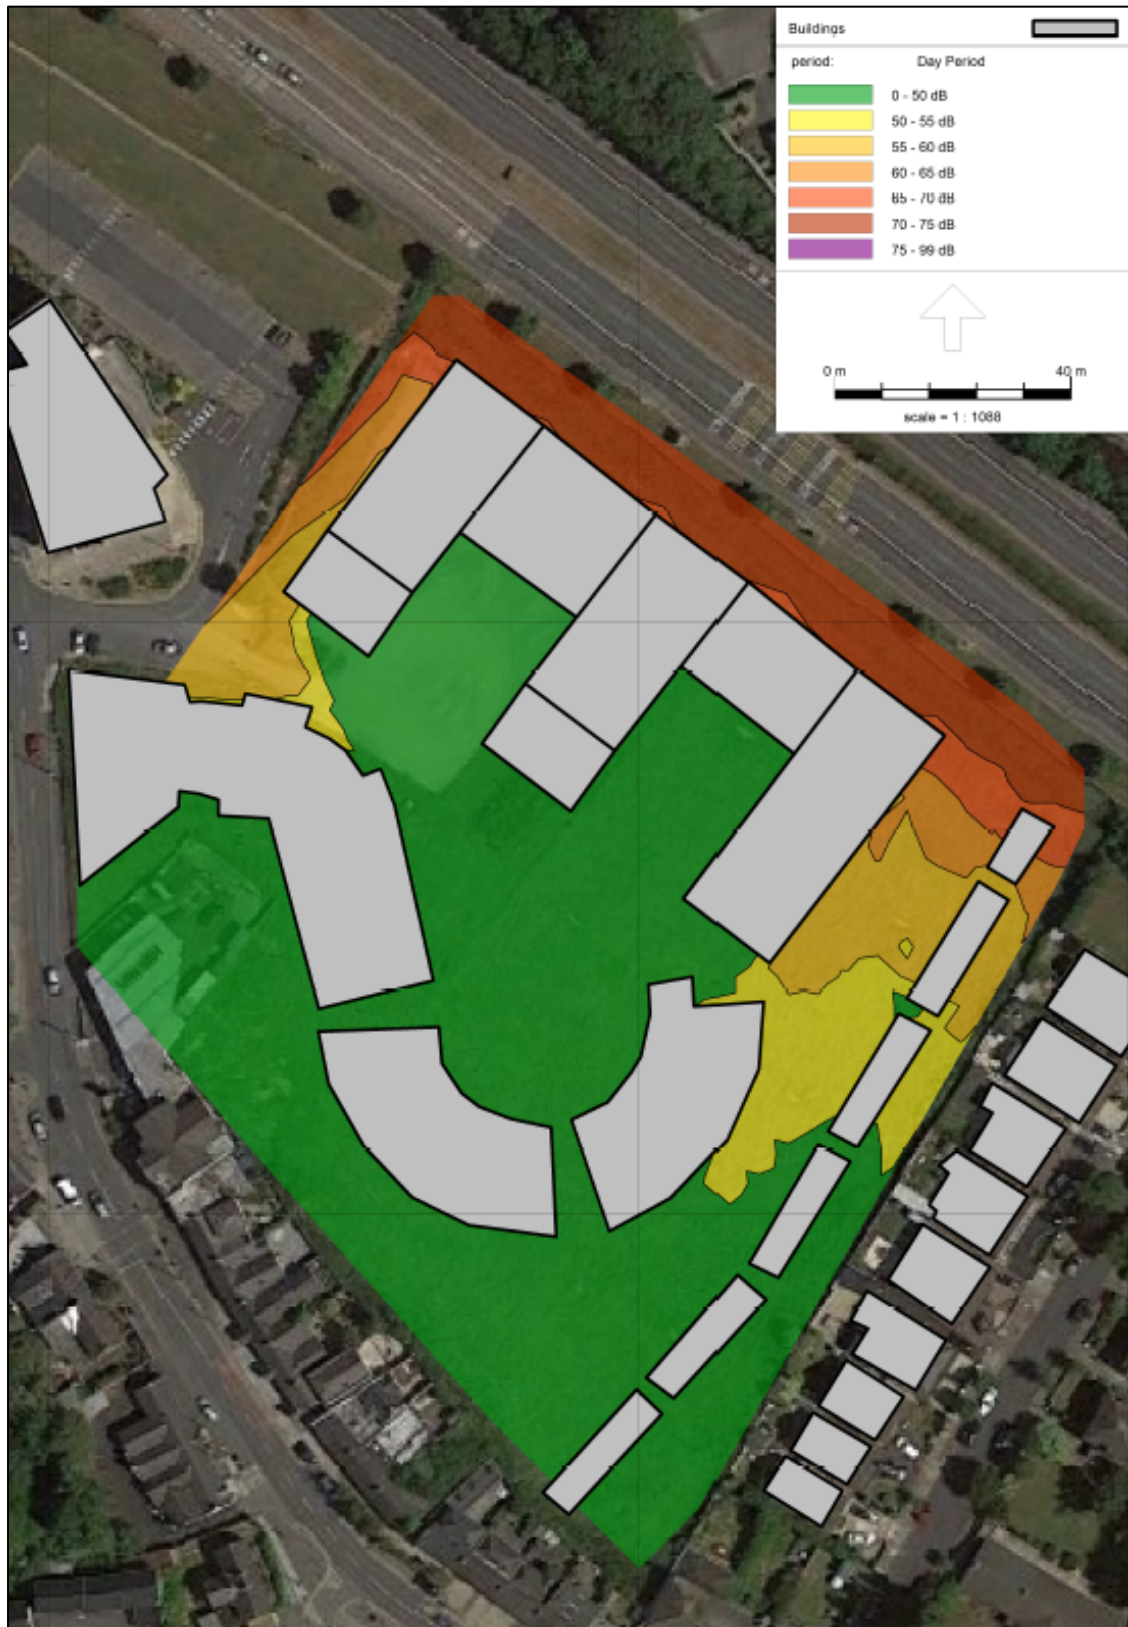 Buildings
period: Day Period
0 - 50 dB
50 - 55 dB
55 - 60 dB
60 - 65 dB
65 - 70 dB
70 - 75 dB
75 - 99 dB
0 m 40 m
scale = 1 : 1088